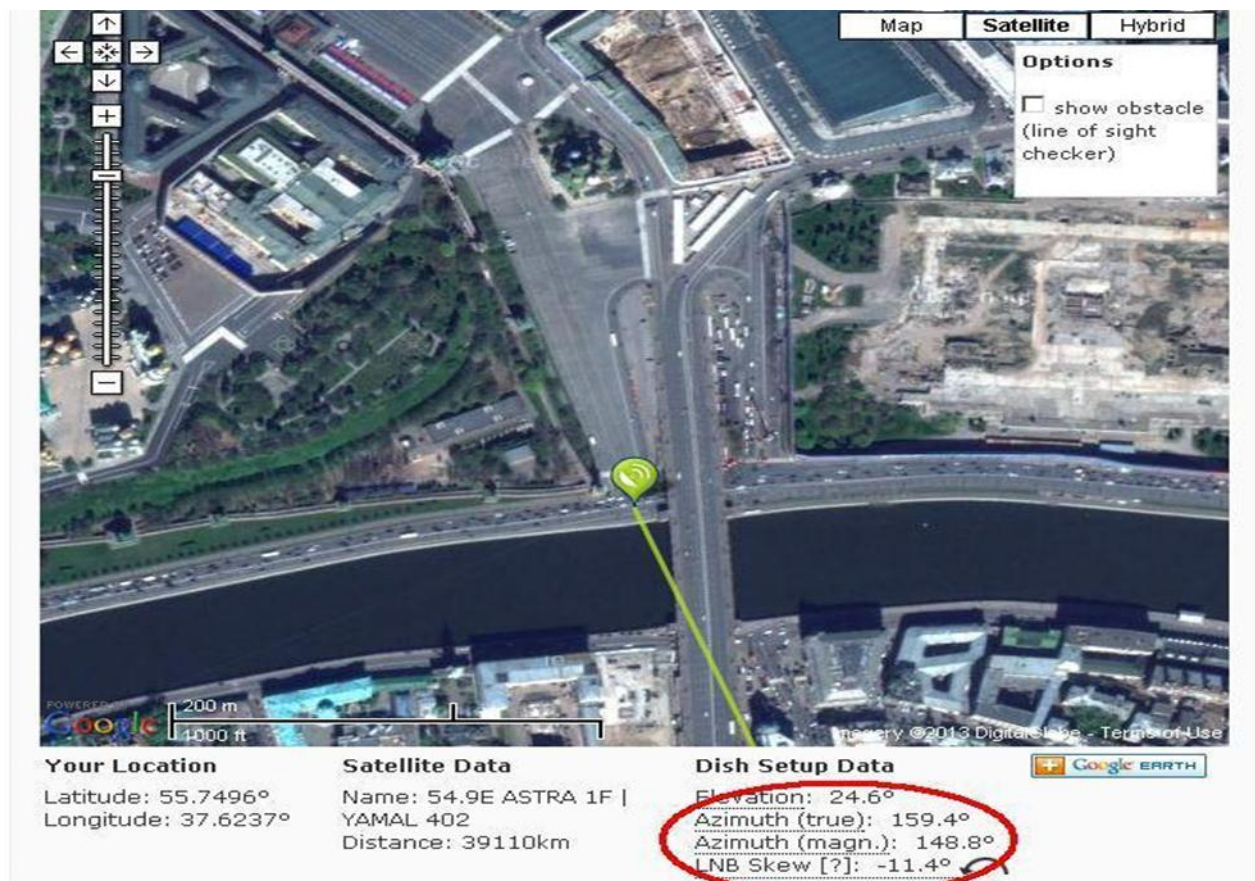 Map Satellite Hybrid
Options
show obstacle
(line of sight
checker)
200 m
1000 ft
POWERED BY
Google
Imagery ©2013 DigitalGlobe - Terms of Use
Your Location
Latitude: 55.7496°
Longitude: 37.6237°
Satellite Data
Name: 54.9E ASTRA 1F |
YAMAL 402
Distance: 39110km
Dish Setup Data
Elevation: 24.6°
Azimuth (true): 159.4°
Azimuth (magn.): 148.8°
LNB Skew [?]: -11.4°
Google EARTH